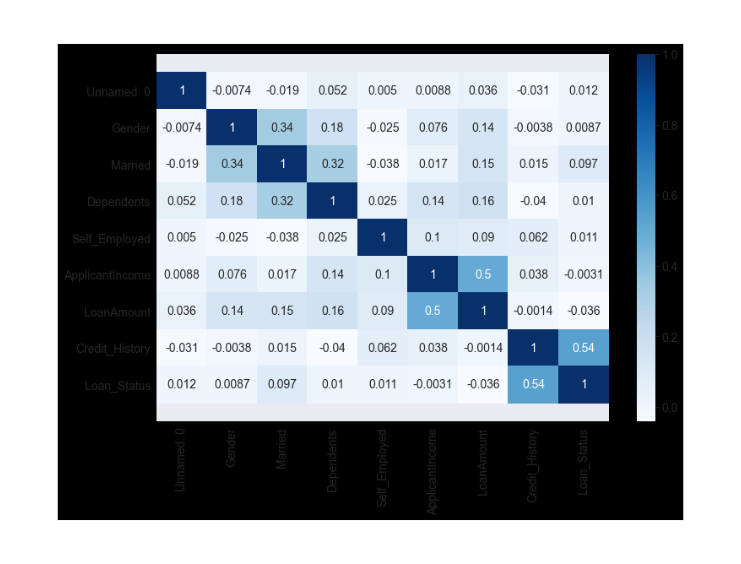 Unnamed: 0 1 -0.0074 -0.019 0.052 0.005 0.0088 0.036 -0.031 0.012
Gender -0.0074 1 0.34 0.18 -0.025 0.076 0.14 -0.0038 0.0087
Married -0.019 0.34 1 0.32 -0.038 0.017 0.15 0.015 0.097
Dependents 0.052 0.18 0.32 1 0.025 0.14 0.16 -0.04 0.01
Self_Employed 0.005 -0.025 -0.038 0.025 1 0.1 0.09 0.062 0.011
ApplicantIncome 0.0088 0.076 0.017 0.14 0.1 1 0.5 0.038 -0.0031
LoanAmount 0.036 0.14 0.15 0.16 0.09 0.5 1 -0.0014 -0.036
Credit_History -0.031 -0.0038 0.015 -0.04 0.062 0.038 -0.0014 1 0.54
Loan_Status 0.012 0.0087 0.097 0.01 0.011 -0.0031 -0.036 0.54 1
Unnamed: 0
Gender
Married
Dependents
Self_Employed
ApplicantIncome
LoanAmount
Credit_History
Loan_Status
1.0
0.8
0.6
0.4
0.2
0.0